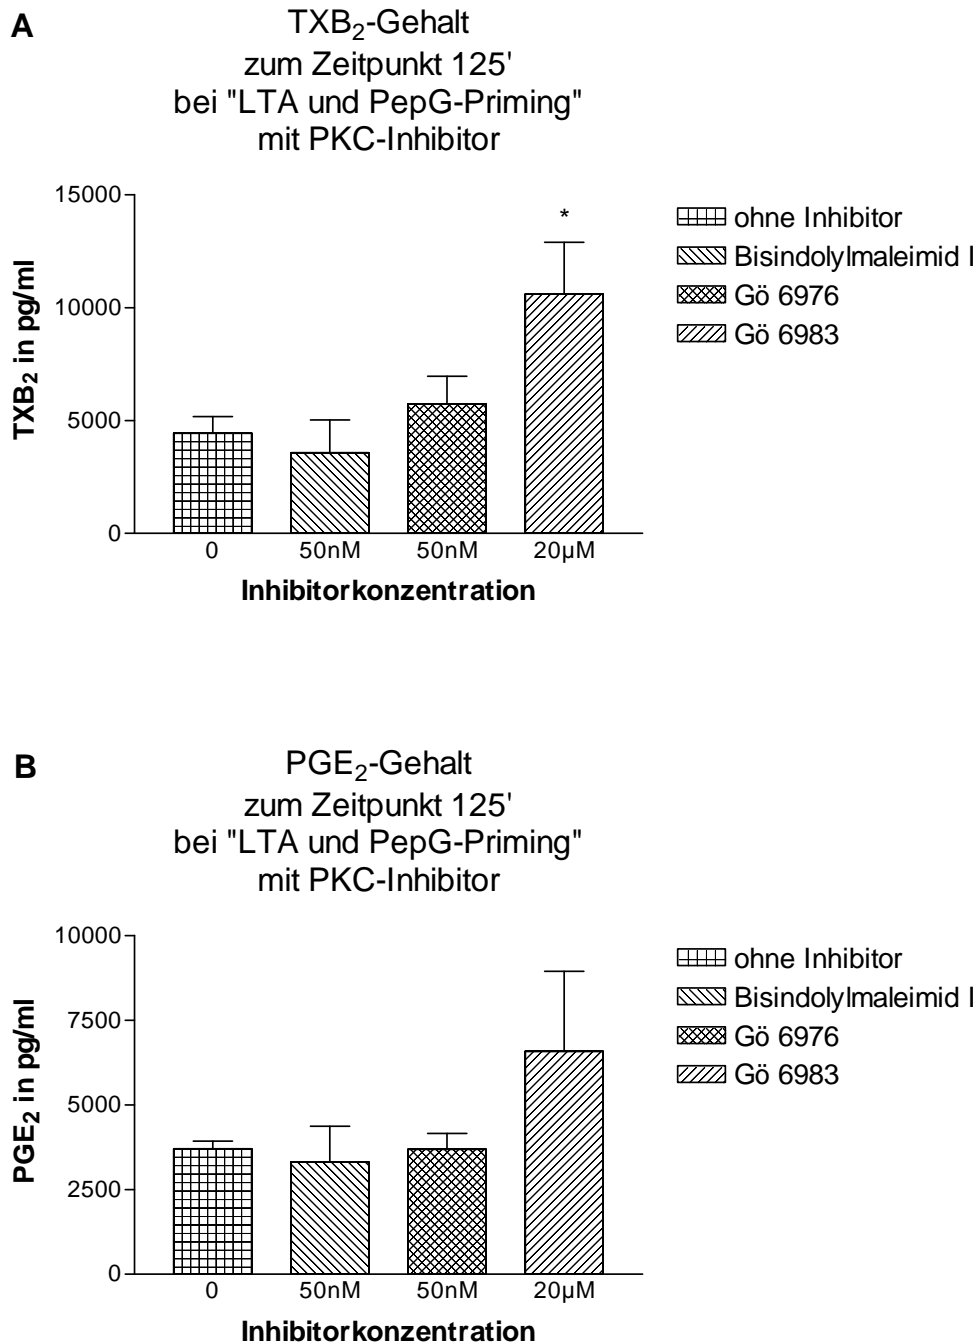 A
TXB₂-Gehalt
zum Zeitpunkt 125'
bei "LTA und PepG-Priming"
mit PKC-Inhibitor
15000
10000
5000
0
TXB₂ in pg/ml
*
0 50nM 50nM 20µM
Inhibitorkonzentration
ohne Inhibitor
Bisindolylmaleimid I
Gö 6976
Gö 6983
B
PGE₂-Gehalt
zum Zeitpunkt 125'
bei "LTA und PepG-Priming"
mit PKC-Inhibitor
10000
7500
5000
2500
0
PGE₂ in pg/ml
0 50nM 50nM 20µM
Inhibitorkonzentration
ohne Inhibitor
Bisindolylmaleimid I
Gö 6976
Gö 6983